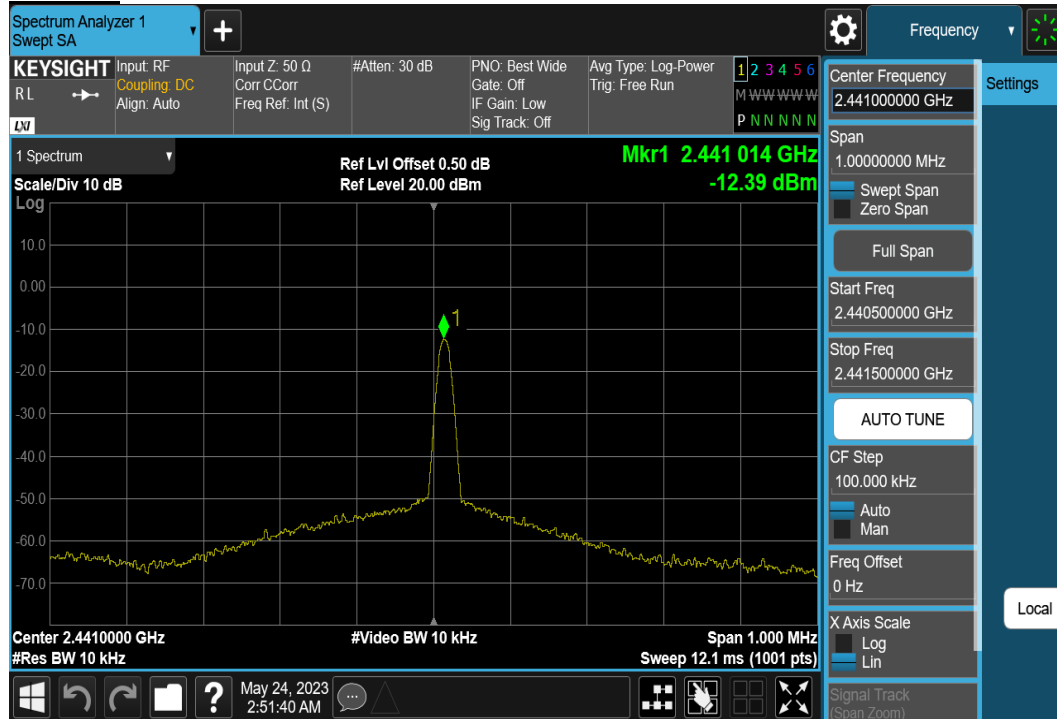 Spectrum Analyzer 1
Swept SA
+
Frequency
KEYSIGHT
R L
LXI
Input: RF
Coupling: DC
Align: Auto
Input Z: 50 Ω
Corr CCorr
Freq Ref: Int (S)
#Atten: 30 dB
PNO: Best Wide
Gate: Off
IF Gain: Low
Sig Track: Off
Avg Type: Log-Power
Trig: Free Run
1 2 3 4 5 6
M W W W W W
P N N N N N
1 Spectrum
Scale/Div 10 dB
Log
Ref Lvl Offset 0.50 dB
Ref Level 20.00 dBm
Mkr1 2.441 014 GHz
-12.39 dBm
10.0
0.00
-10.0
-20.0
-30.0
-40.0
-50.0
-60.0
-70.0
1
Center 2.4410000 GHz
#Res BW 10 kHz
#Video BW 10 kHz
Span 1.000 MHz
Sweep 12.1 ms (1001 pts)
?
May 24, 2023
2:51:40 AM
Center Frequency
2.441000000 GHz
Span
1.00000000 MHz
Swept Span
Zero Span
Full Span
Start Freq
2.440500000 GHz
Stop Freq
2.441500000 GHz
AUTO TUNE
CF Step
100.000 kHz
Auto
Man
Freq Offset
0 Hz
X Axis Scale
Log
Lin
Signal Track
(Span Zoom)
Settings
Local